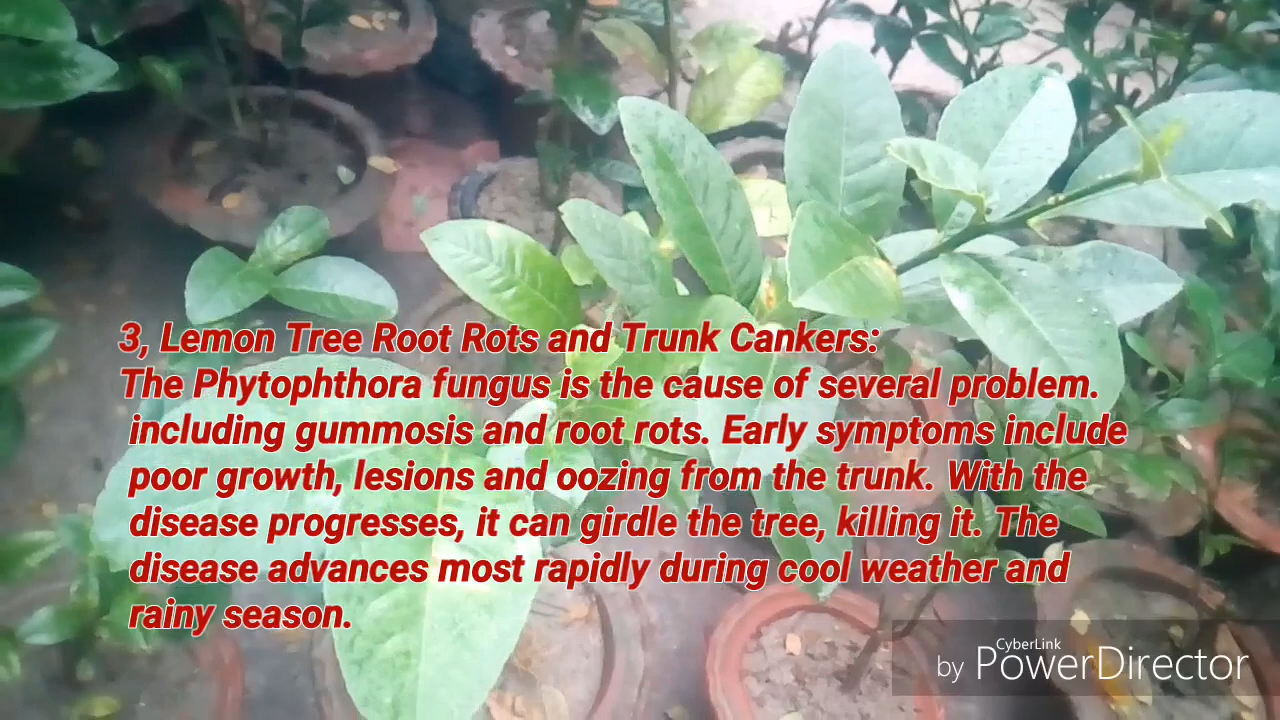 3, Lemon Tree Root Rots and Trunk Cankers:
The Phytophthora fungus is the cause of several problem.
including gummosis and root rots. Early symptoms include
poor growth, lesions and oozing from the trunk. With the
disease progresses, it can girdle the tree, killing it. The
disease advances most rapidly during cool weather and
rainy season.
CyberLink
by PowerDirector